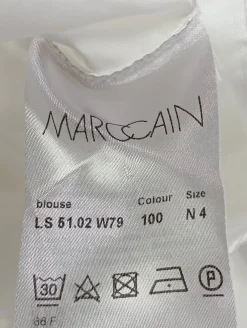 MARCCAIN
blouse Colour Size
LS 51.02 W79 100 N 4
30 P